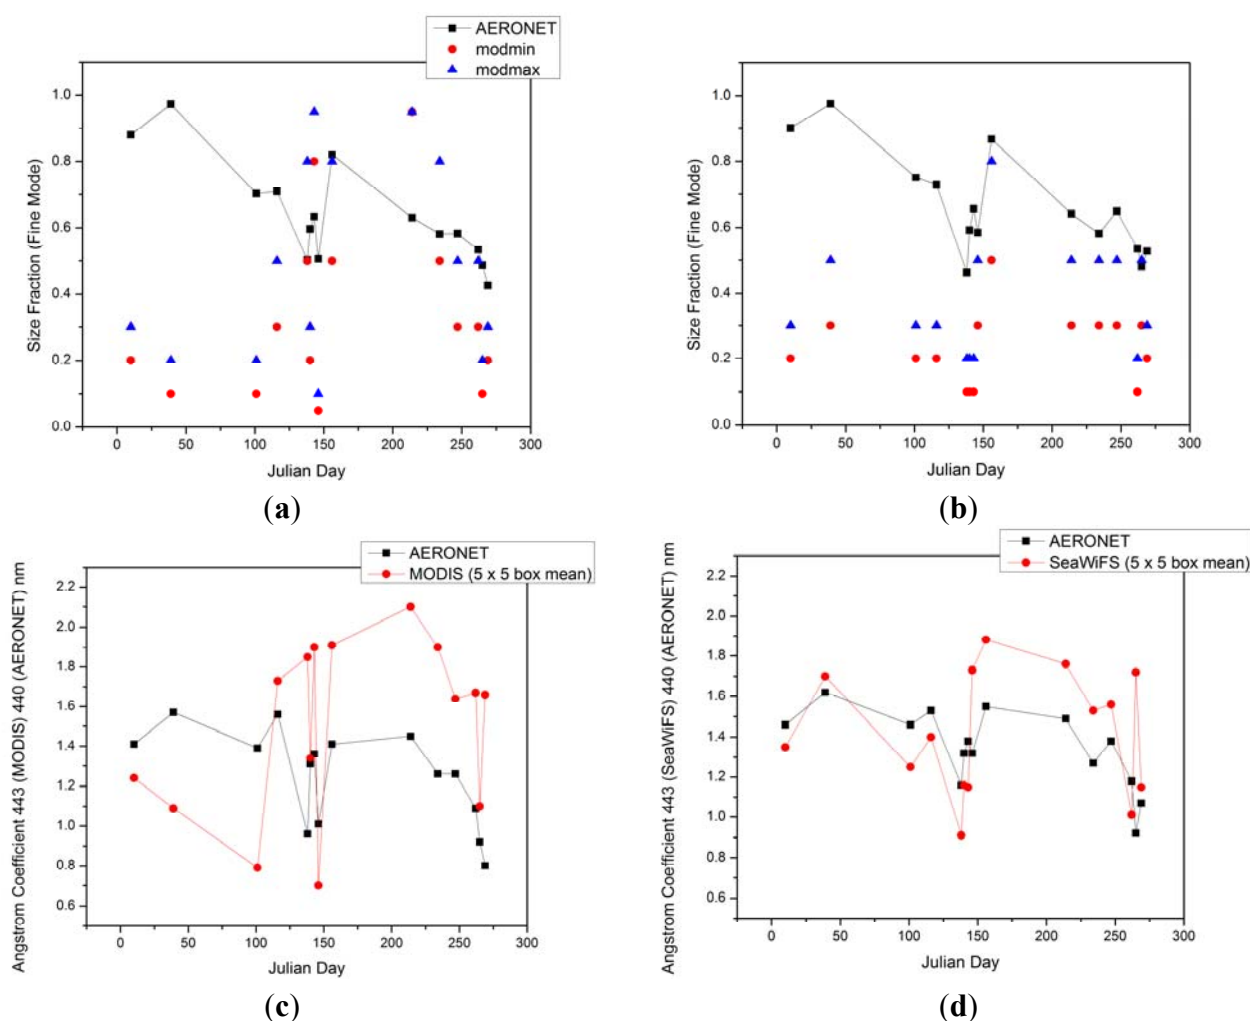 AERONET
modmin
modmax
Size Fraction (Fine Mode)
1.0
0.8
0.6
0.4
0.2
0.0
0 50 100 150 200 250 300
Julian Day
(a)
Size Fraction (Fine Mode)
1.0
0.8
0.6
0.4
0.2
0.0
0 50 100 150 200 250 300
Julian Day
(b)
AERONET
MODIS (5 x 5 box mean)
Angstrom Coefficient 443 (MODIS) 440 (AERONET) nm
2.2
2.0
1.8
1.6
1.4
1.2
1.0
0.8
0.6
0 50 100 150 200 250 300
Julian Day
(c)
AERONET
SeaWiFS (5 x 5 box mean)
Angstrom Coefficient 443 (SeaWiFS) 440 (AERONET) nm
2.2
2.0
1.8
1.6
1.4
1.2
1.0
0.8
0.6
0 50 100 150 200 250 300
Julian Day
(d)